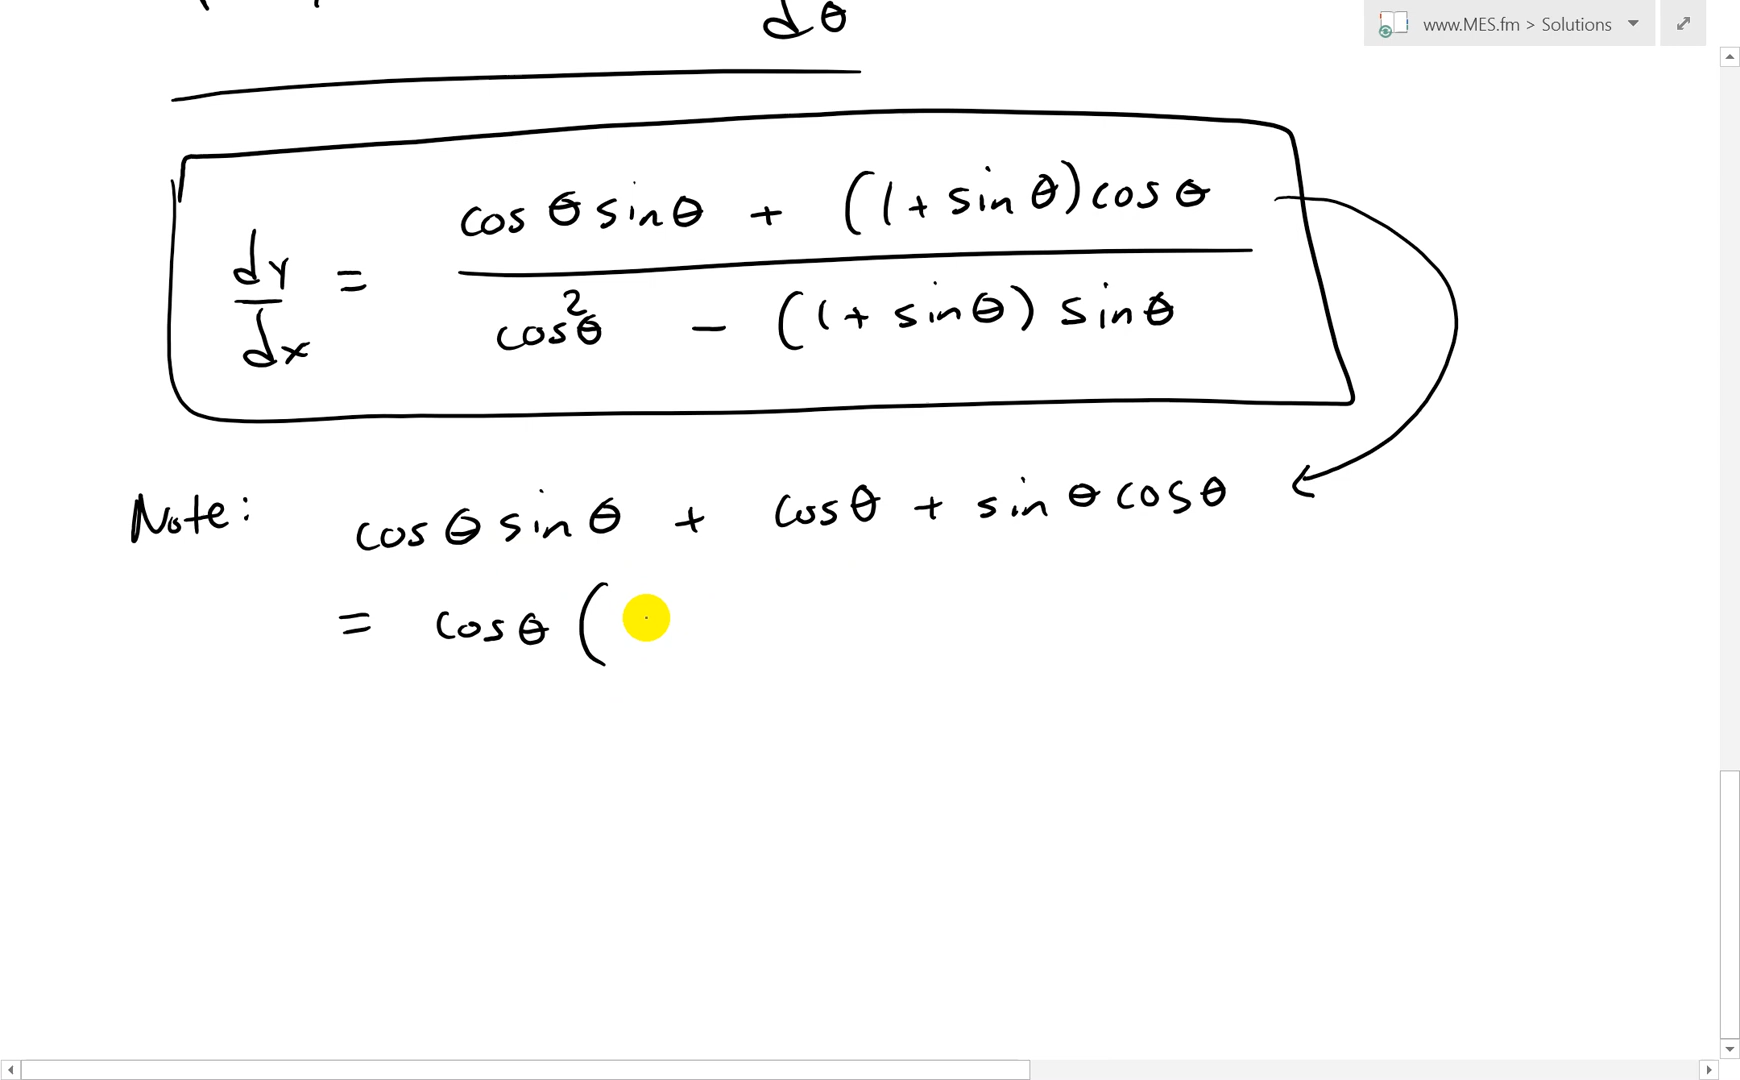 dθ
www.MES.fm > Solutions
dy/dx = (cos θ sin θ + (1 + sin θ) cos θ) / (cos²θ − (1 + sin θ) sin θ)
Note: cos θ sin θ + cos θ + sin θ cos θ
= cos θ (